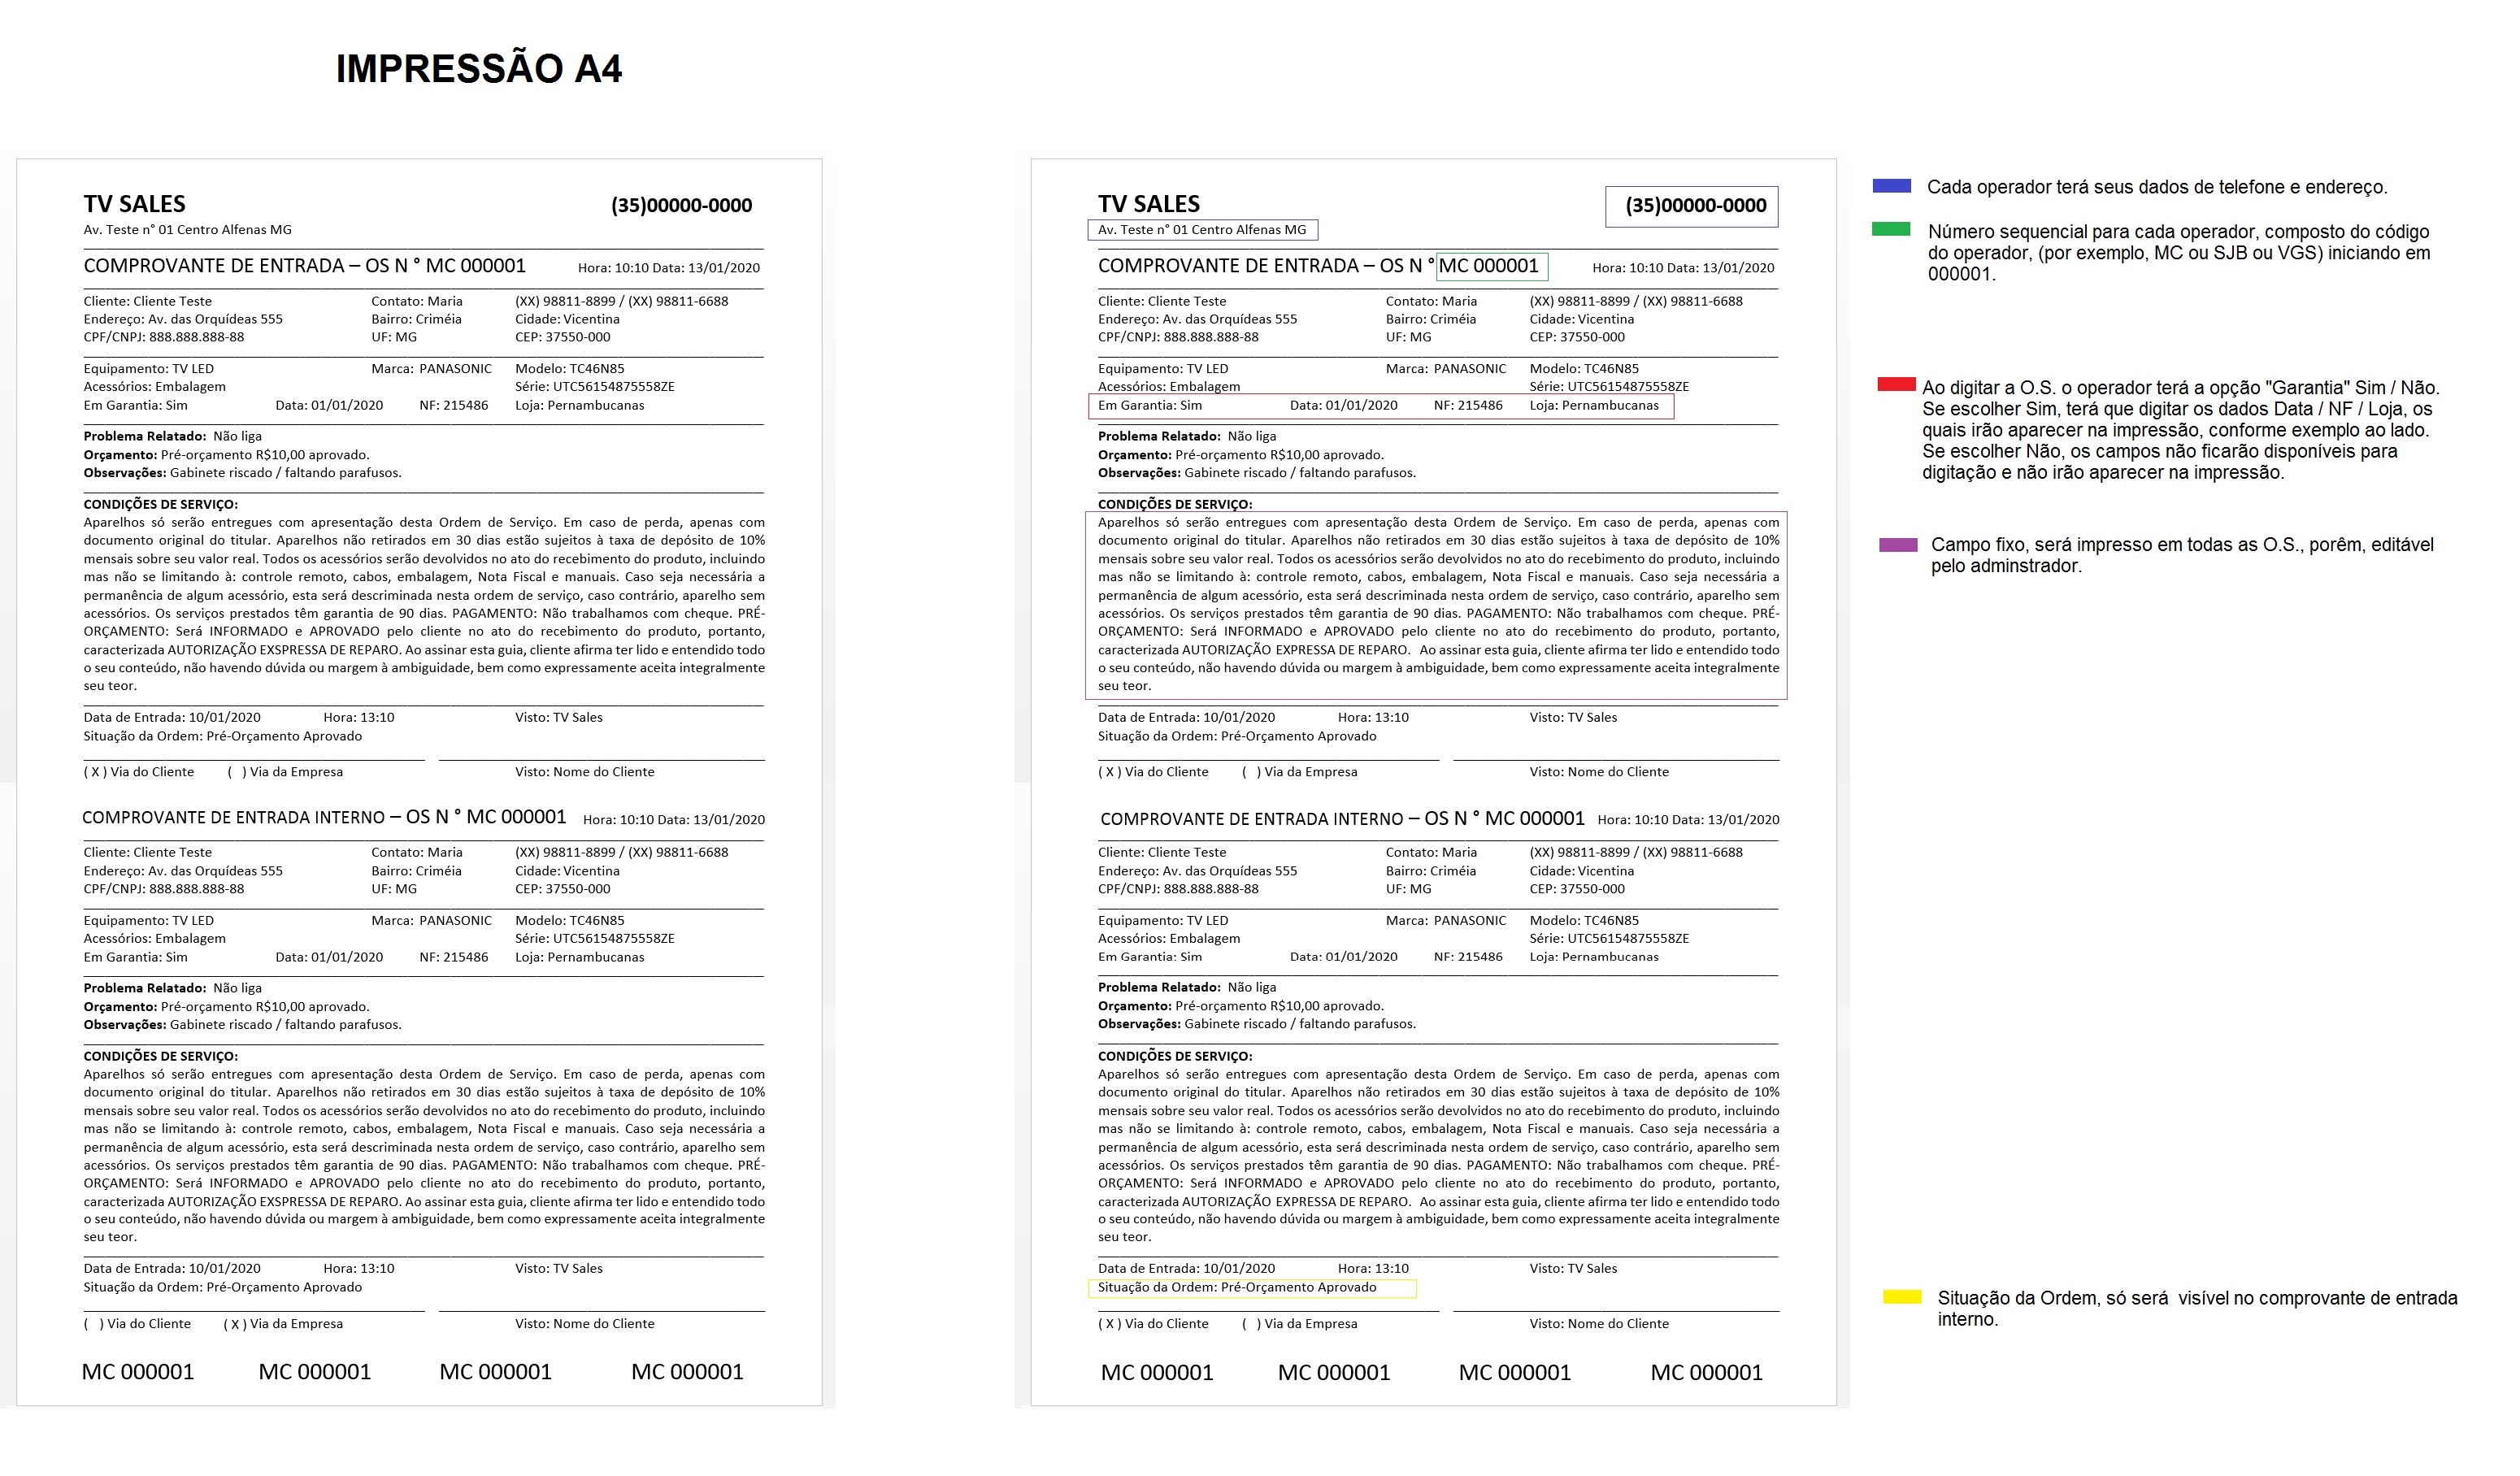 IMPRESSÃO A4
TV SALES (35)00000-0000
Av. Teste n° 01 Centro Alfenas MG
COMPROVANTE DE ENTRADA – OS N ° MC 000001 Hora: 10:10 Data: 13/01/2020
Cliente: Cliente Teste Contato: Maria (XX) 98811-8899 / (XX) 98811-6688
Endereço: Av. das Orquídeas 555 Bairro: Criméia Cidade: Vicentina
CPF/CNPJ: 888.888.888-88 UF: MG CEP: 37550-000
Equipamento: TV LED Marca: PANASONIC Modelo: TC46N85
Acessórios: Embalagem Série: UTC56154875558ZE
Em Garantia: Sim Data: 01/01/2020 NF: 215486 Loja: Pernambucanas
Problema Relatado: Não liga
Orçamento: Pré-orçamento R$10,00 aprovado.
Observações: Gabinete riscado / faltando parafusos.
CONDIÇÕES DE SERVIÇO:
Aparelhos só serão entregues com apresentação desta Ordem de Serviço. Em caso de perda, apenas com
documento original do titular. Aparelhos não retirados em 30 dias estão sujeitos à taxa de depósito de 10%
mensais sobre seu valor real. Todos os acessórios serão devolvidos no ato do recebimento do produto, incluindo
mas não se limitando à: controle remoto, cabos, embalagem, Nota Fiscal e manuais. Caso seja necessária a
permanência de algum acessório, esta será descriminada nesta ordem de serviço, caso contrário, aparelho sem
acessórios. Os serviços prestados têm garantia de 90 dias. PAGAMENTO: Não trabalhamos com cheque. PRÉ-
ORÇAMENTO: Será INFORMADO e APROVADO pelo cliente no ato do recebimento do produto, portanto,
caracterizada AUTORIZAÇÃO EXSPRESSA DE REPARO. Ao assinar esta guia, cliente afirma ter lido e entendido todo
o seu conteúdo, não havendo dúvida ou margem à ambiguidade, bem como expressamente aceita integralmente
seu teor.
Data de Entrada: 10/01/2020 Hora: 13:10 Visto: TV Sales
Situação da Ordem: Pré-Orçamento Aprovado
( X ) Via do Cliente ( ) Via da Empresa Visto: Nome do Cliente
COMPROVANTE DE ENTRADA INTERNO – OS N ° MC 000001 Hora: 10:10 Data: 13/01/2020
Cliente: Cliente Teste Contato: Maria (XX) 98811-8899 / (XX) 98811-6688
Endereço: Av. das Orquídeas 555 Bairro: Criméia Cidade: Vicentina
CPF/CNPJ: 888.888.888-88 UF: MG CEP: 37550-000
Equipamento: TV LED Marca: PANASONIC Modelo: TC46N85
Acessórios: Embalagem Série: UTC56154875558ZE
Em Garantia: Sim Data: 01/01/2020 NF: 215486 Loja: Pernambucanas
Problema Relatado: Não liga
Orçamento: Pré-orçamento R$10,00 aprovado.
Observações: Gabinete riscado / faltando parafusos.
CONDIÇÕES DE SERVIÇO:
Aparelhos só serão entregues com apresentação desta Ordem de Serviço. Em caso de perda, apenas com
documento original do titular. Aparelhos não retirados em 30 dias estão sujeitos à taxa de depósito de 10%
mensais sobre seu valor real. Todos os acessórios serão devolvidos no ato do recebimento do produto, incluindo
mas não se limitando à: controle remoto, cabos, embalagem, Nota Fiscal e manuais. Caso seja necessária a
permanência de algum acessório, esta será descriminada nesta ordem de serviço, caso contrário, aparelho sem
acessórios. Os serviços prestados têm garantia de 90 dias. PAGAMENTO: Não trabalhamos com cheque. PRÉ-
ORÇAMENTO: Será INFORMADO e APROVADO pelo cliente no ato do recebimento do produto, portanto,
caracterizada AUTORIZAÇÃO EXSPRESSA DE REPARO. Ao assinar esta guia, cliente afirma ter lido e entendido todo
o seu conteúdo, não havendo dúvida ou margem à ambiguidade, bem como expressamente aceita integralmente
seu teor.
Data de Entrada: 10/01/2020 Hora: 13:10 Visto: TV Sales
Situação da Ordem: Pré-Orçamento Aprovado
( ) Via do Cliente ( X ) Via da Empresa Visto: Nome do Cliente
MC 000001 MC 000001 MC 000001 MC 000001
TV SALES (35)00000-0000
Av. Teste n° 01 Centro Alfenas MG
COMPROVANTE DE ENTRADA – OS N ° MC 000001 Hora: 10:10 Data: 13/01/2020
Cliente: Cliente Teste Contato: Maria (XX) 98811-8899 / (XX) 98811-6688
Endereço: Av. das Orquídeas 555 Bairro: Criméia Cidade: Vicentina
CPF/CNPJ: 888.888.888-88 UF: MG CEP: 37550-000
Equipamento: TV LED Marca: PANASONIC Modelo: TC46N85
Acessórios: Embalagem Série: UTC56154875558ZE
Em Garantia: Sim Data: 01/01/2020 NF: 215486 Loja: Pernambucanas
Problema Relatado: Não liga
Orçamento: Pré-orçamento R$10,00 aprovado.
Observações: Gabinete riscado / faltando parafusos.
CONDIÇÕES DE SERVIÇO:
Aparelhos só serão entregues com apresentação desta Ordem de Serviço. Em caso de perda, apenas com
documento original do titular. Aparelhos não retirados em 30 dias estão sujeitos à taxa de depósito de 10%
mensais sobre seu valor real. Todos os acessórios serão devolvidos no ato do recebimento do produto, incluindo
mas não se limitando à: controle remoto, cabos, embalagem, Nota Fiscal e manuais. Caso seja necessária a
permanência de algum acessório, esta será descriminada nesta ordem de serviço, caso contrário, aparelho sem
acessórios. Os serviços prestados têm garantia de 90 dias. PAGAMENTO: Não trabalhamos com cheque. PRÉ-
ORÇAMENTO: Será INFORMADO e APROVADO pelo cliente no ato do recebimento do produto, portanto,
caracterizada AUTORIZAÇÃO EXPRESSA DE REPARO. Ao assinar esta guia, cliente afirma ter lido e entendido todo
o seu conteúdo, não havendo dúvida ou margem à ambiguidade, bem como expressamente aceita integralmente
seu teor.
Data de Entrada: 10/01/2020 Hora: 13:10 Visto: TV Sales
Situação da Ordem: Pré-Orçamento Aprovado
( X ) Via do Cliente ( ) Via da Empresa Visto: Nome do Cliente
COMPROVANTE DE ENTRADA INTERNO – OS N ° MC 000001 Hora: 10:10 Data: 13/01/2020
Cliente: Cliente Teste Contato: Maria (XX) 98811-8899 / (XX) 98811-6688
Endereço: Av. das Orquídeas 555 Bairro: Criméia Cidade: Vicentina
CPF/CNPJ: 888.888.888-88 UF: MG CEP: 37550-000
Equipamento: TV LED Marca: PANASONIC Modelo: TC46N85
Acessórios: Embalagem Série: UTC56154875558ZE
Em Garantia: Sim Data: 01/01/2020 NF: 215486 Loja: Pernambucanas
Problema Relatado: Não liga
Orçamento: Pré-orçamento R$10,00 aprovado.
Observações: Gabinete riscado / faltando parafusos.
CONDIÇÕES DE SERVIÇO:
Aparelhos só serão entregues com apresentação desta Ordem de Serviço. Em caso de perda, apenas com
documento original do titular. Aparelhos não retirados em 30 dias estão sujeitos à taxa de depósito de 10%
mensais sobre seu valor real. Todos os acessórios serão devolvidos no ato do recebimento do produto, incluindo
mas não se limitando à: controle remoto, cabos, embalagem, Nota Fiscal e manuais. Caso seja necessária a
permanência de algum acessório, esta será descriminada nesta ordem de serviço, caso contrário, aparelho sem
acessórios. Os serviços prestados têm garantia de 90 dias. PAGAMENTO: Não trabalhamos com cheque. PRÉ-
ORÇAMENTO: Será INFORMADO e APROVADO pelo cliente no ato do recebimento do produto, portanto,
caracterizada AUTORIZAÇÃO EXPRESSA DE REPARO. Ao assinar esta guia, cliente afirma ter lido e entendido todo
o seu conteúdo, não havendo dúvida ou margem à ambiguidade, bem como expressamente aceita integralmente
seu teor.
Data de Entrada: 10/01/2020 Hora: 13:10 Visto: TV Sales
Situação da Ordem: Pré-Orçamento Aprovado
( X ) Via do Cliente ( ) Via da Empresa Visto: Nome do Cliente
MC 000001 MC 000001 MC 000001 MC 000001
Cada operador terá seus dados de telefone e endereço.
Número sequencial para cada operador, composto do código
do operador, (por exemplo, MC ou SJB ou VGS) iniciando em
000001.
Ao digitar a O.S. o operador terá a opção "Garantia" Sim / Não.
Se escolher Sim, terá que digitar os dados Data / NF / Loja, os
quais irão aparecer na impressão, conforme exemplo ao lado.
Se escolher Não, os campos não ficarão disponíveis para
digitação e não irão aparecer na impressão.
Campo fixo, será impresso em todas as O.S., porêm, editável
pelo adminstrador.
Situação da Ordem, só será visível no comprovante de entrada
interno.